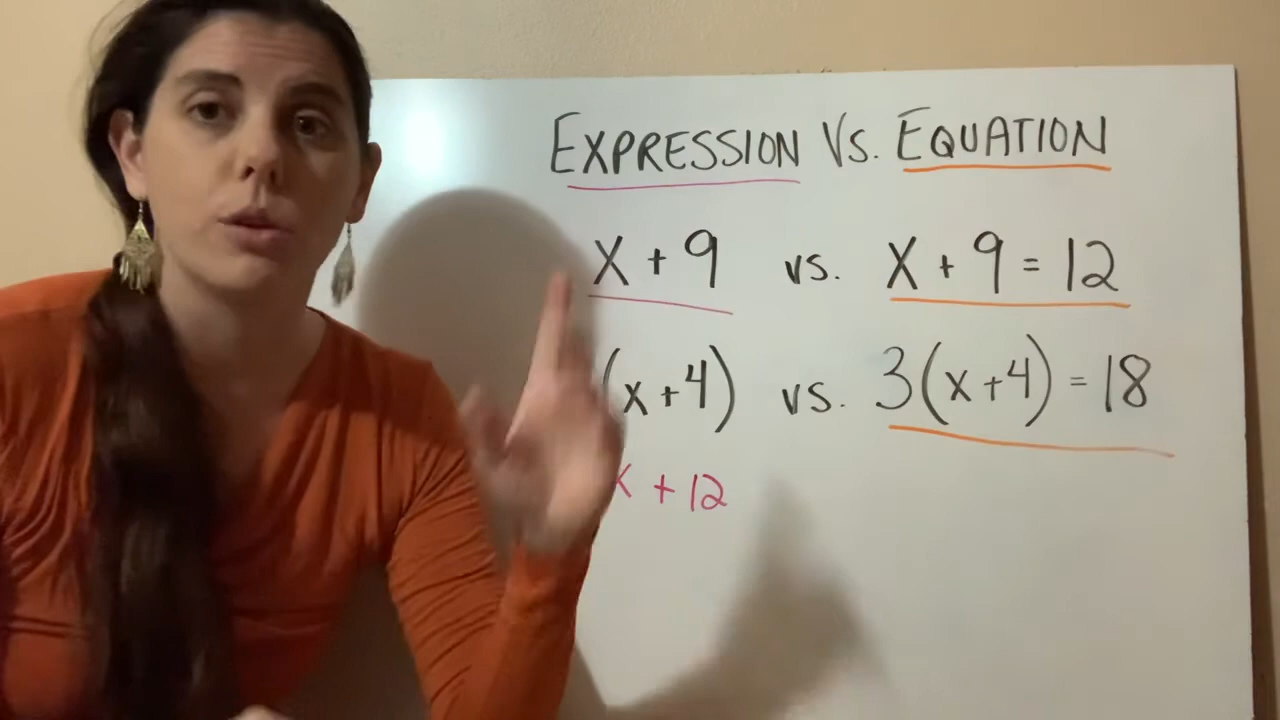 EXPRESSION VS. EQUATION
x + 9 vs. x + 9 = 12
(x+4) vs. 3(x+4) = 18
x + 12